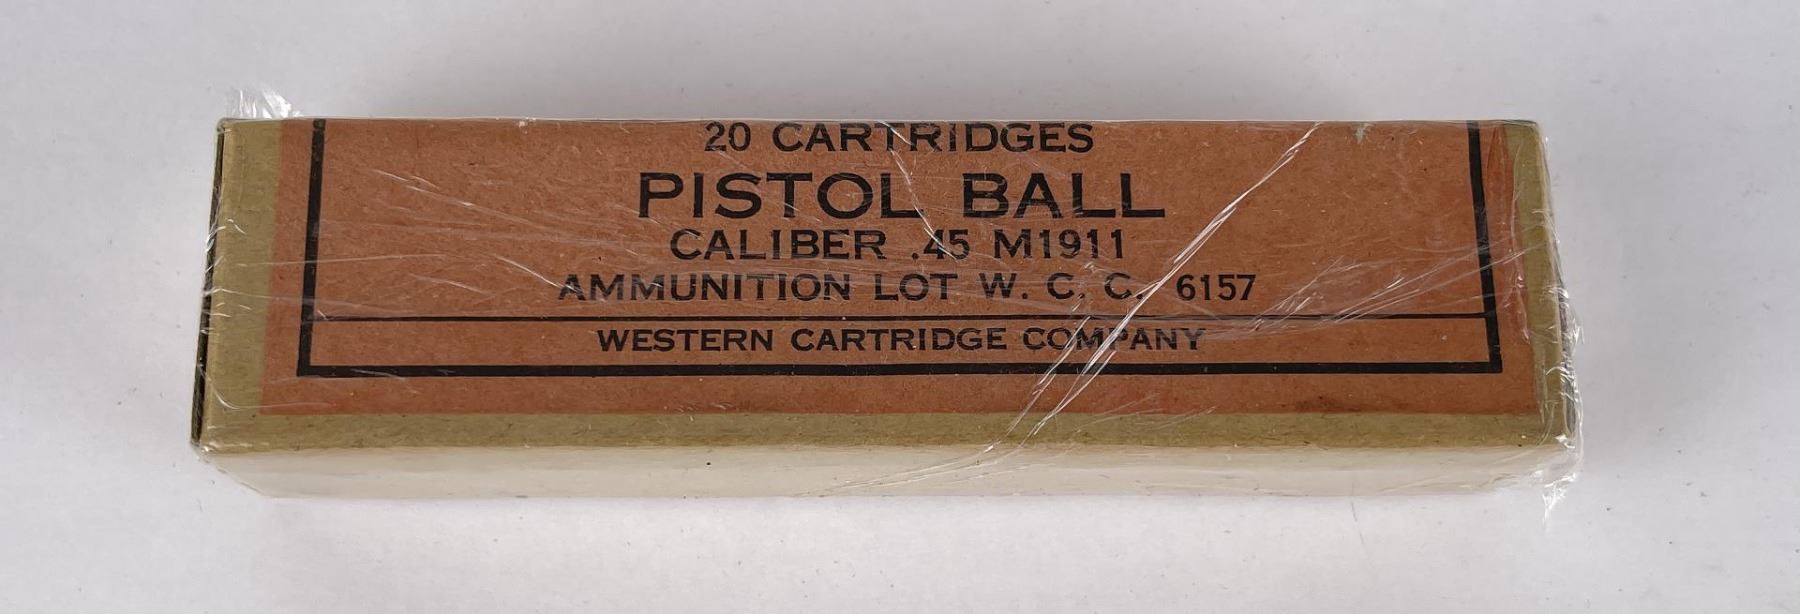 20 CARTRIDGES
PISTOL BALL
CALIBER .45 M1911
AMMUNITION LOT W. C. C. 6157
WESTERN CARTRIDGE COMPANY